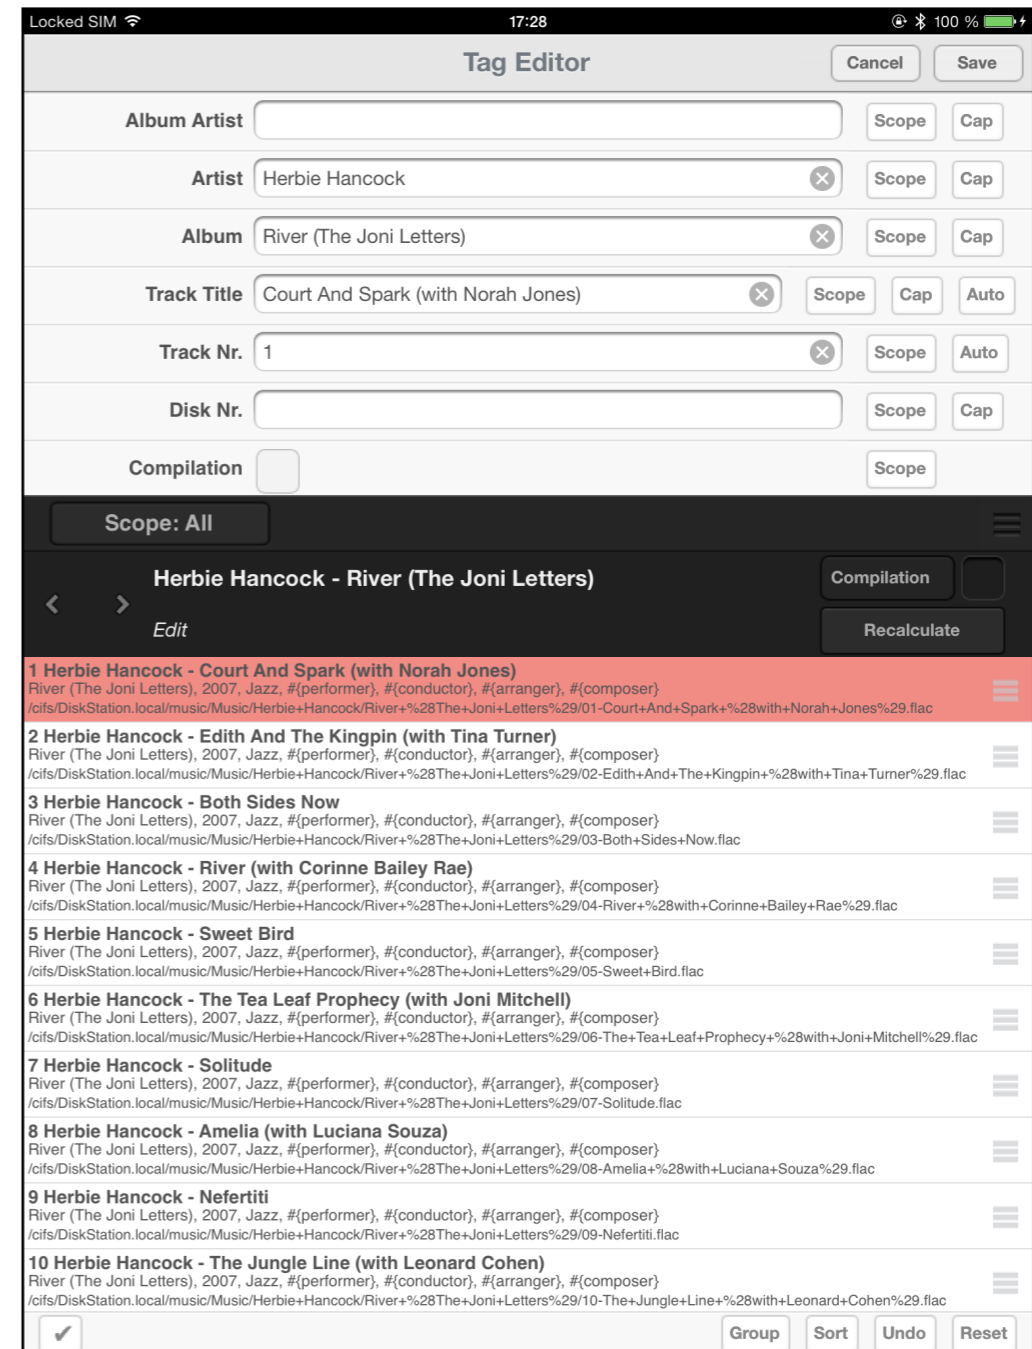 Locked SIM 17:28 100 %
Tag Editor Cancel Save
Album Artist Scope Cap
Artist Herbie Hancock Scope Cap
Album River (The Joni Letters) Scope Cap
Track Title Court And Spark (with Norah Jones) Scope Cap Auto
Track Nr. 1 Scope Auto
Disk Nr. Scope Cap
Compilation Scope
Scope: All
Herbie Hancock - River (The Joni Letters) Compilation
Edit Recalculate
1 Herbie Hancock - Court And Spark (with Norah Jones)
River (The Joni Letters), 2007, Jazz, #{performer}, #{conductor}, #{arranger}, #{composer}
/cifs/DiskStation.local/music/Music/Herbie+Hancock/River+%28The+Joni+Letters%29/01-Court+And+Spark+%28with+Norah+Jones%29.flac
2 Herbie Hancock - Edith And The Kingpin (with Tina Turner)
River (The Joni Letters), 2007, Jazz, #{performer}, #{conductor}, #{arranger}, #{composer}
/cifs/DiskStation.local/music/Music/Herbie+Hancock/River+%28The+Joni+Letters%29/02-Edith+And+The+Kingpin+%28with+Tina+Turner%29.flac
3 Herbie Hancock - Both Sides Now
River (The Joni Letters), 2007, Jazz, #{performer}, #{conductor}, #{arranger}, #{composer}
/cifs/DiskStation.local/music/Music/Herbie+Hancock/River+%28The+Joni+Letters%29/03-Both+Sides+Now.flac
4 Herbie Hancock - River (with Corinne Bailey Rae)
River (The Joni Letters), 2007, Jazz, #{performer}, #{conductor}, #{arranger}, #{composer}
/cifs/DiskStation.local/music/Music/Herbie+Hancock/River+%28The+Joni+Letters%29/04-River+%28with+Corinne+Bailey+Rae%29.flac
5 Herbie Hancock - Sweet Bird
River (The Joni Letters), 2007, Jazz, #{performer}, #{conductor}, #{arranger}, #{composer}
/cifs/DiskStation.local/music/Music/Herbie+Hancock/River+%28The+Joni+Letters%29/05-Sweet+Bird.flac
6 Herbie Hancock - The Tea Leaf Prophecy (with Joni Mitchell)
River (The Joni Letters), 2007, Jazz, #{performer}, #{conductor}, #{arranger}, #{composer}
/cifs/DiskStation.local/music/Music/Herbie+Hancock/River+%28The+Joni+Letters%29/06-The+Tea+Leaf+Prophecy+%28with+Joni+Mitchell%29.flac
7 Herbie Hancock - Solitude
River (The Joni Letters), 2007, Jazz, #{performer}, #{conductor}, #{arranger}, #{composer}
/cifs/DiskStation.local/music/Music/Herbie+Hancock/River+%28The+Joni+Letters%29/07-Solitude.flac
8 Herbie Hancock - Amelia (with Luciana Souza)
River (The Joni Letters), 2007, Jazz, #{performer}, #{conductor}, #{arranger}, #{composer}
/cifs/DiskStation.local/music/Music/Herbie+Hancock/River+%28The+Joni+Letters%29/08-Amelia+%28with+Luciana+Souza%29.flac
9 Herbie Hancock - Nefertiti
River (The Joni Letters), 2007, Jazz, #{performer}, #{conductor}, #{arranger}, #{composer}
/cifs/DiskStation.local/music/Music/Herbie+Hancock/River+%28The+Joni+Letters%29/09-Nefertiti.flac
10 Herbie Hancock - The Jungle Line (with Leonard Cohen)
River (The Joni Letters), 2007, Jazz, #{performer}, #{conductor}, #{arranger}, #{composer}
/cifs/DiskStation.local/music/Music/Herbie+Hancock/River+%28The+Joni+Letters%29/10-The+Jungle+Line+%28with+Leonard+Cohen%29.flac
Group Sort Undo Reset